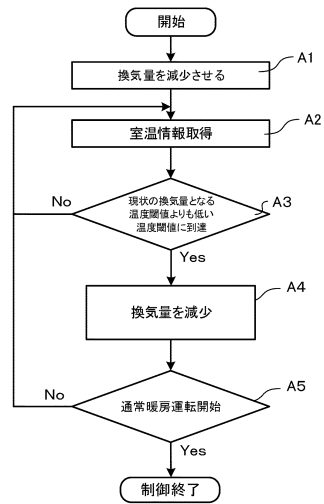 開始
換気量を減少させる
A1
室温情報取得
A2
現状の換気量となる
温度閾値よりも低い
温度閾値に到達
A3
No
Yes
換気量を減少
A4
通常暖房運転開始
A5
No
Yes
制御終了